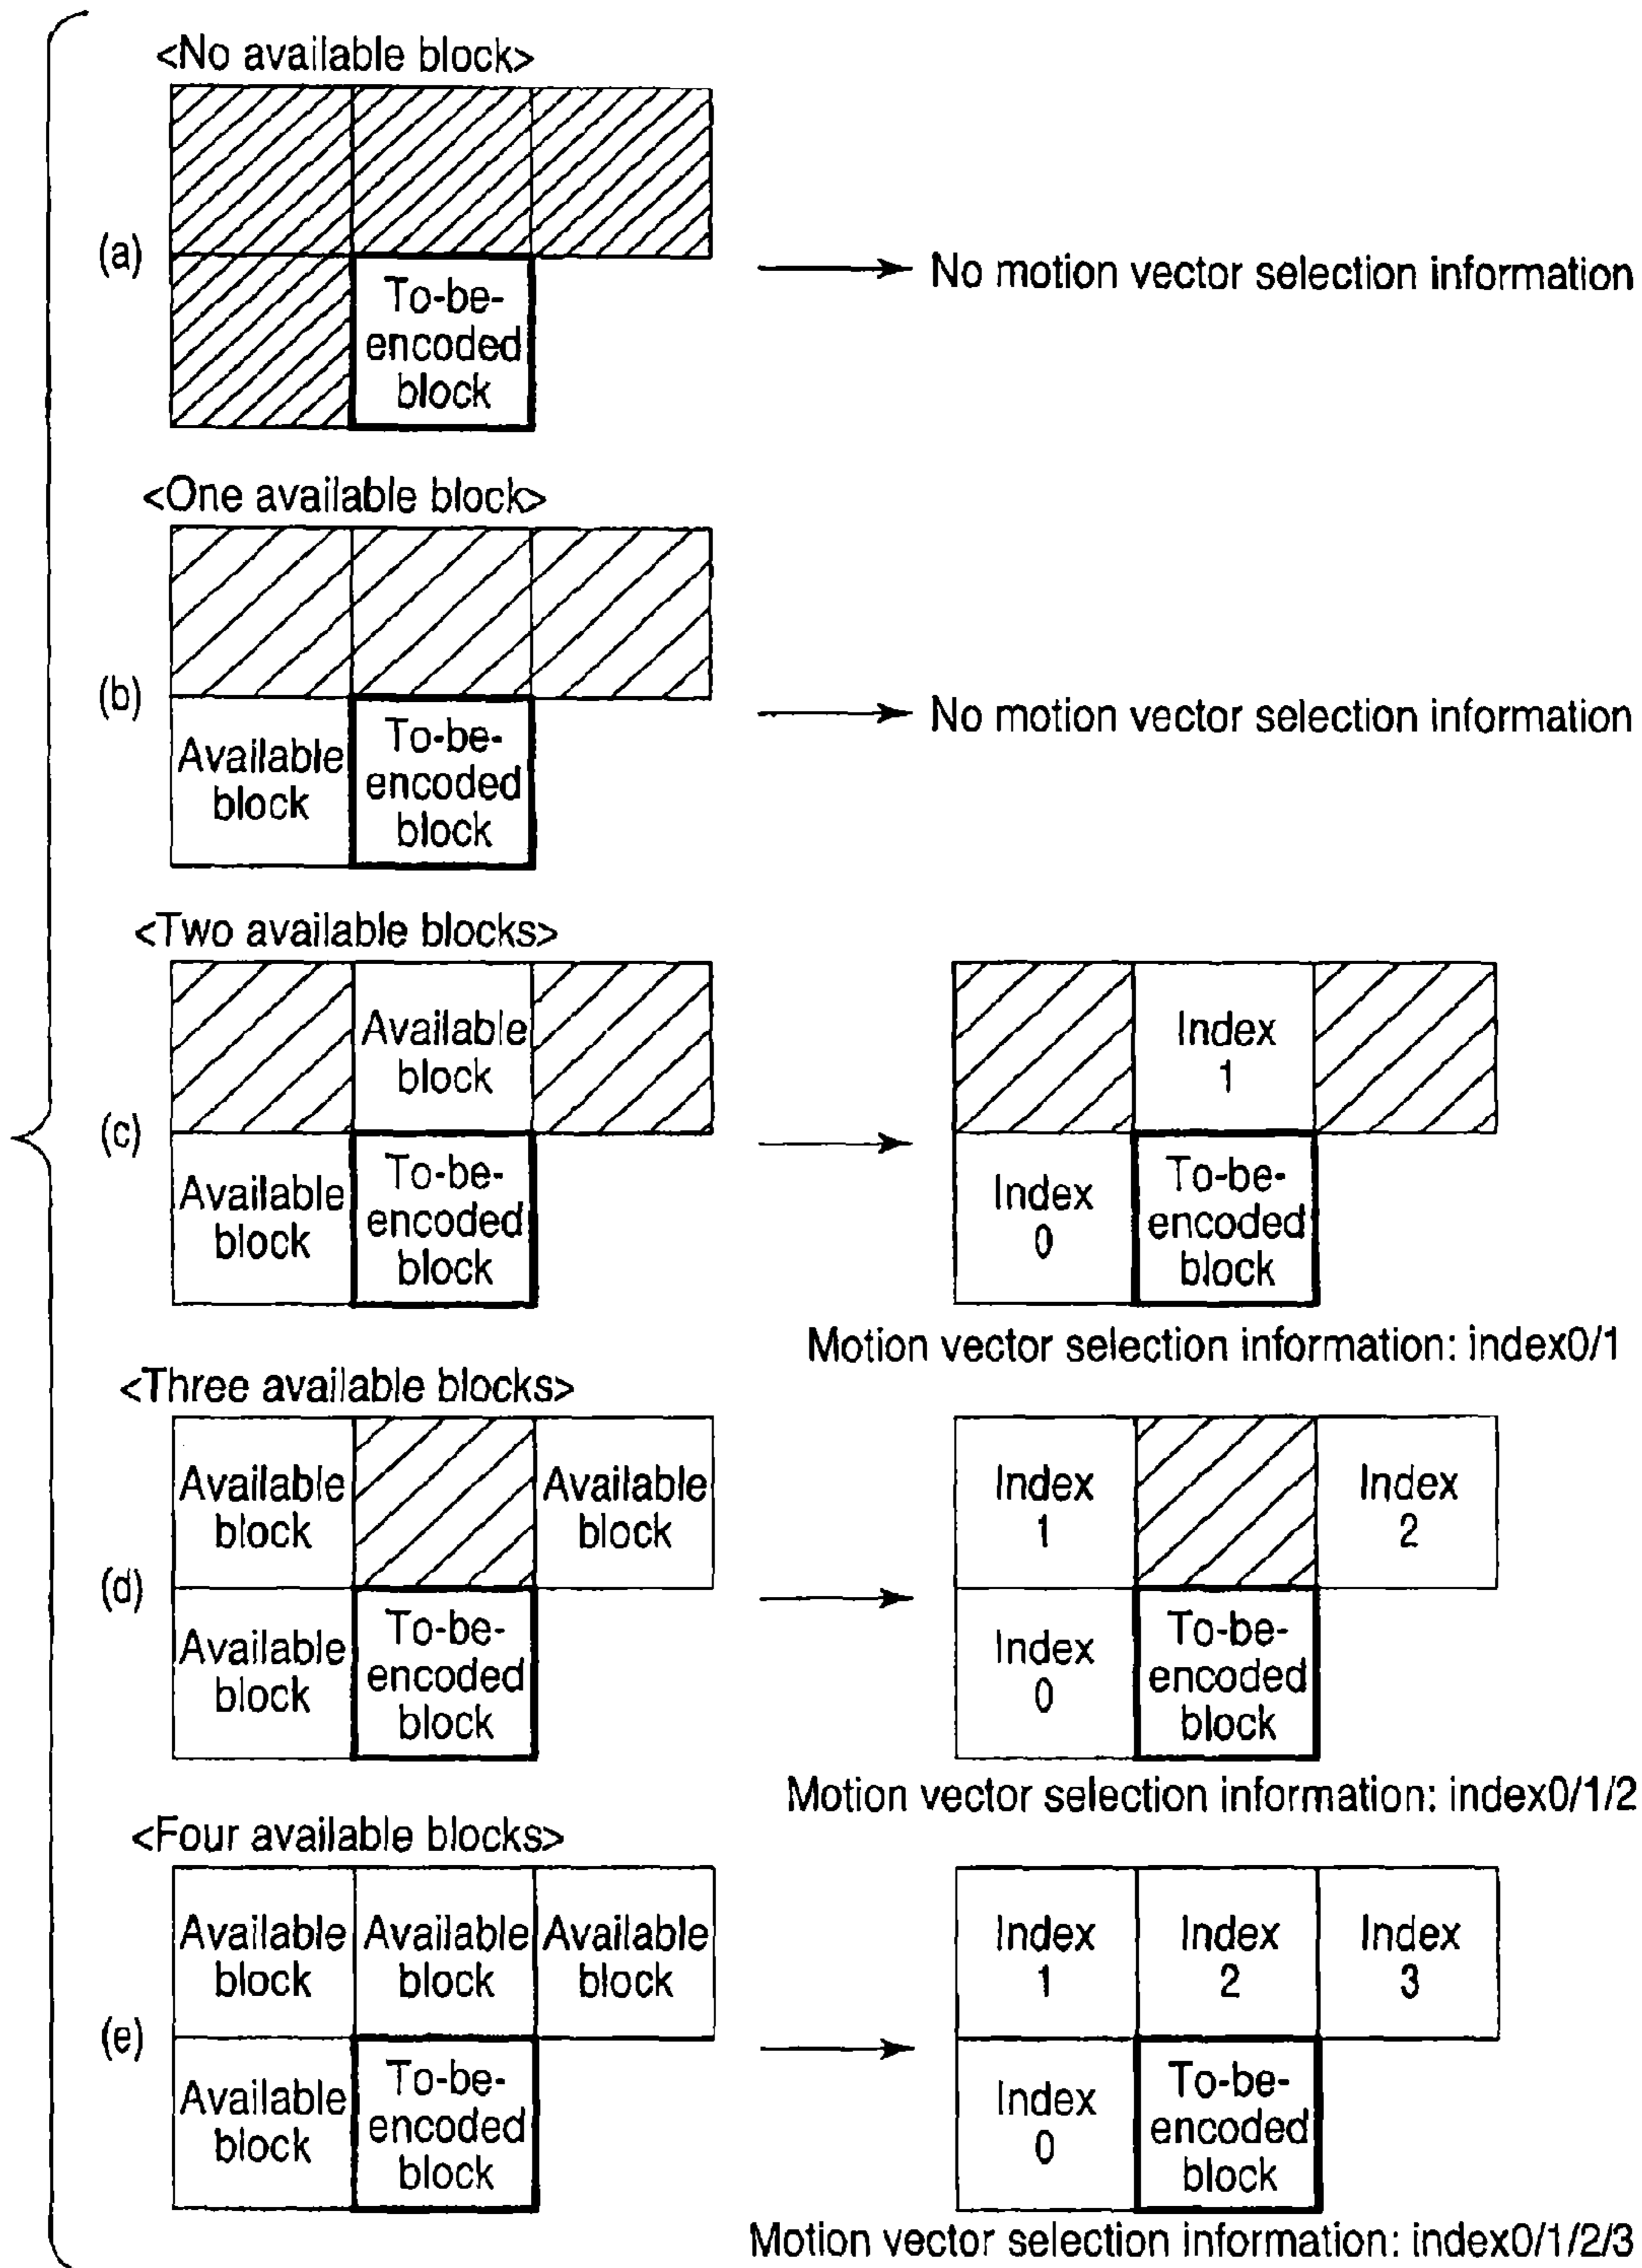 <No available block>
(a)
To-be-
encoded
block
No motion vector selection information
<One available block>
(b)
Available
block
To-be-
encoded
block
No motion vector selection information
<Two available blocks>
Available
block
(c)
Available
block
To-be-
encoded
block
Index
1
Index
0
To-be-
encoded
block
Motion vector selection information: index0/1
<Three available blocks>
Available
block
Available
block
(d)
Available
block
To-be-
encoded
block
Index
1
Index
2
Index
0
To-be-
encoded
block
Motion vector selection information: index0/1/2
<Four available blocks>
Available
block
Available
block
Available
block
(e)
Available
block
To-be-
encoded
block
Index
1
Index
2
Index
3
Index
0
To-be-
encoded
block
Motion vector selection information: index0/1/2/3